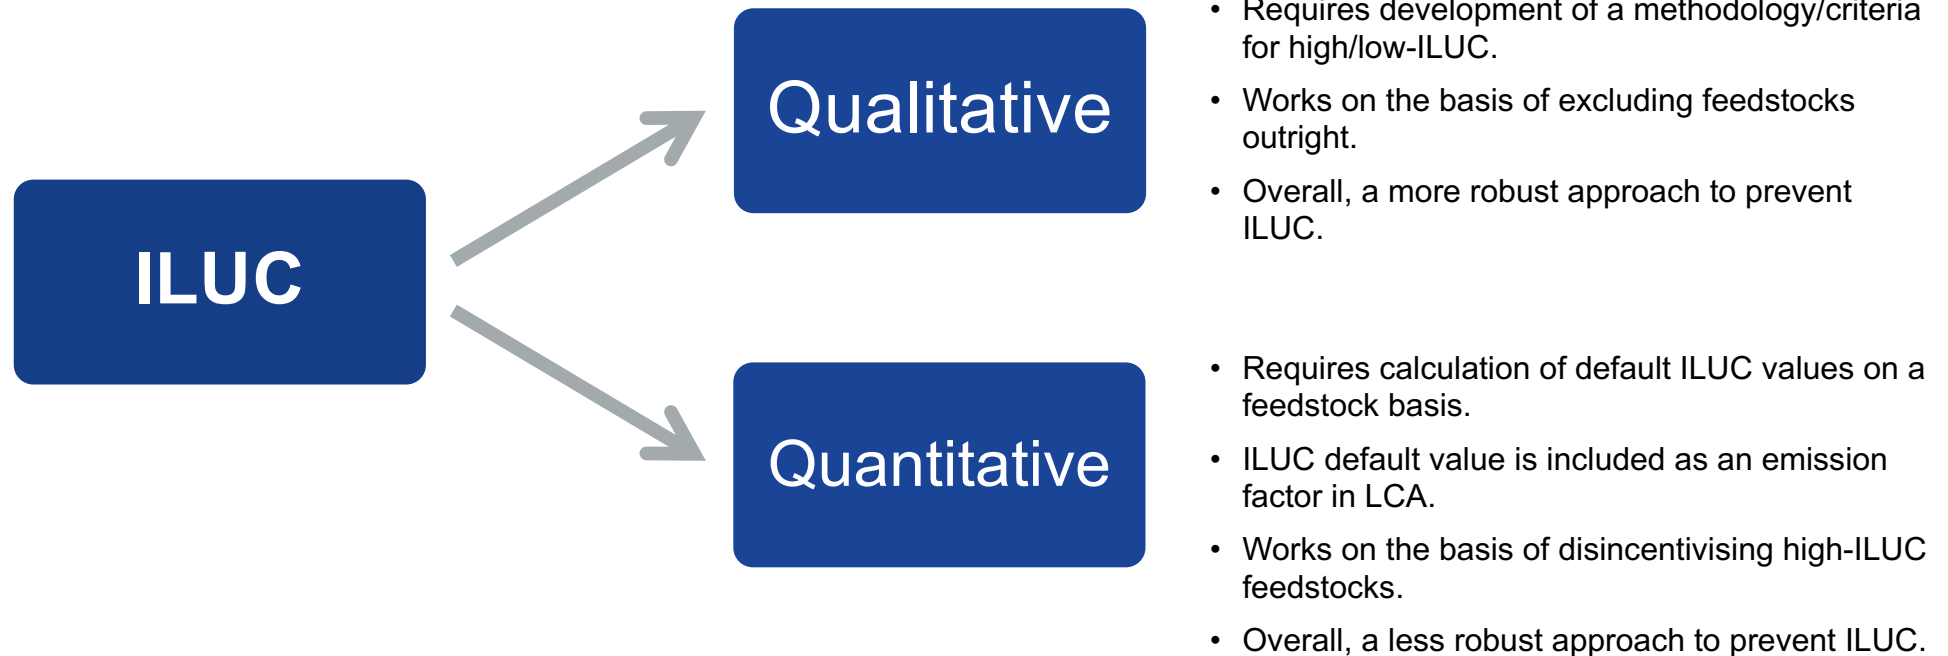 ILUC
Qualitative
• Requires development of a methodology/criteria
for high/low-ILUC.
• Works on the basis of excluding feedstocks
outright.
• Overall, a more robust approach to prevent
ILUC.
Quantitative
• Requires calculation of default ILUC values on a
feedstock basis.
• ILUC default value is included as an emission
factor in LCA.
• Works on the basis of disincentivising high-ILUC
feedstocks.
• Overall, a less robust approach to prevent ILUC.